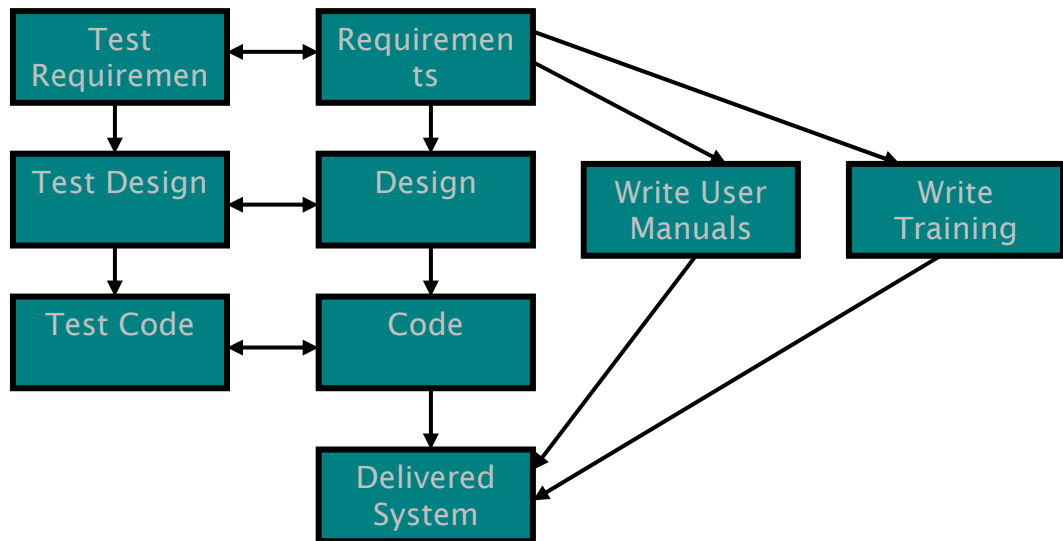 Test
Requiremen
Requiremen
ts
Test Design
Design
Write User
Manuals
Write
Training
Test Code
Code
Delivered
System